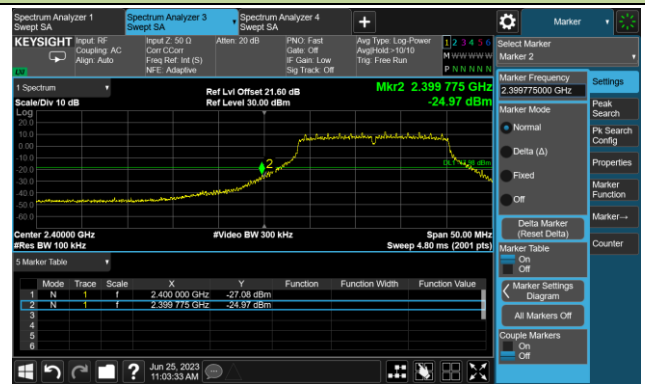 Spectrum Analyzer 1
Swept SA
Spectrum Analyzer 3
Swept SA
Spectrum Analyzer 4
Swept SA
Marker
KEYSIGHT
Input: RF
Coupling: AC
Align: Auto
Input Z: 50 Ω
Corr CCorr
Freq Ref: Int (S)
NFE: Adaptive
Atten: 20 dB
PNO: Fast
Gate: Off
IF Gain: Low
Sig Track: Off
Avg Type: Log-Power
Avg|Hold:>10/10
Trig: Free Run
1 2 3 4 5 6
M W W W W W
P N N N N N
Select Marker
Marker 2
1 Spectrum
Scale/Div 10 dB
Ref Lvl Offset 21.60 dB
Ref Level 30.00 dBm
Mkr2 2.399 775 GHz
-24.97 dBm
Log
20.0
10.0
0.00
-10.0
-20.0
-30.0
-40.0
-50.0
-60.0
2
Center 2.40000 GHz
#Res BW 100 kHz
#Video BW 300 kHz
Span 50.00 MHz
Sweep 4.80 ms (2001 pts)
5 Marker Table
Mode Trace Scale X Y Function Function Width Function Value
1 N 1 f 2.400 000 GHz -27.08 dBm
2 N 1 f 2.399 775 GHz -24.97 dBm
3
4
5
6
Jun 25, 2023
11:03:33 AM
Marker Frequency
2.399775000 GHz
Marker Mode
Normal
Delta (Δ)
Fixed
Off
Delta Marker
(Reset Delta)
Marker Table
On
Off
Marker Settings
Diagram
All Markers Off
Couple Markers
On
Off
Settings
Peak
Search
Pk Search
Config
Properties
Marker
Function
Marker→
Counter